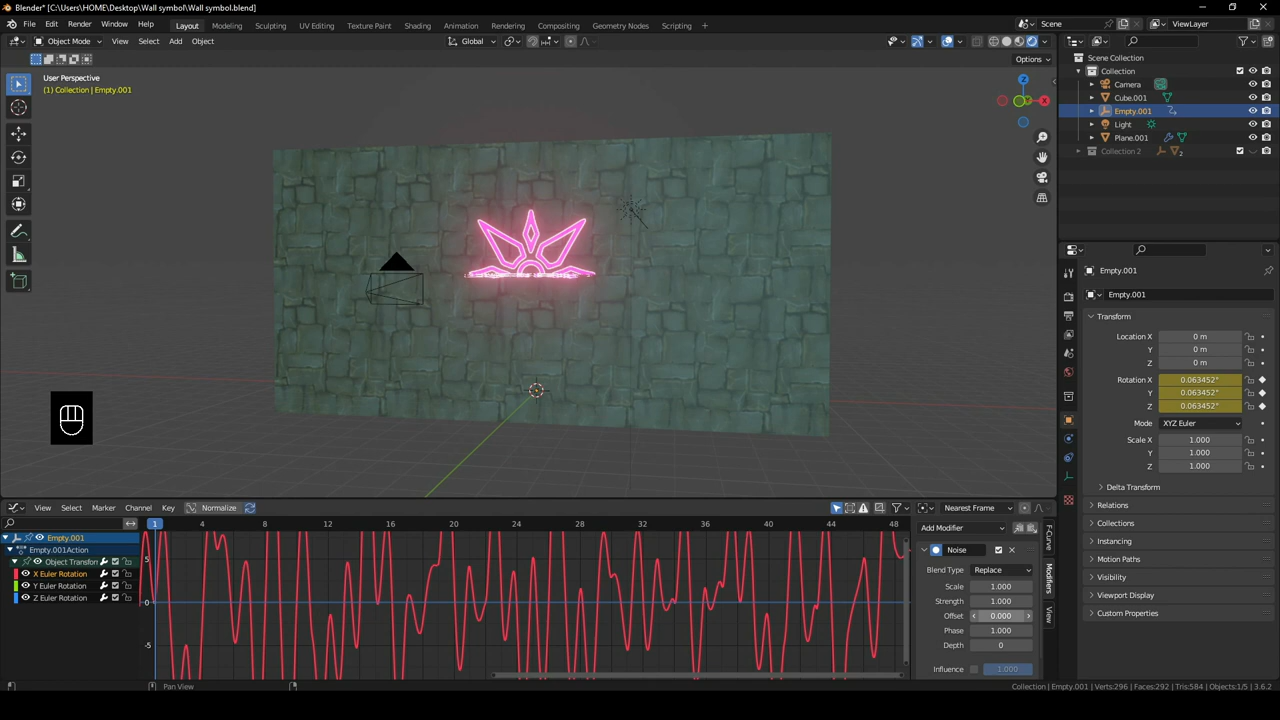 Blender* [C:\Users\HOME\Desktop\Wall symbol\Wall symbol.blend]
File Edit Render Window Help Layout Modeling Sculpting UV Editing Texture Paint Shading Animation Rendering Compositing Geometry Nodes Scripting + Scene ViewLayer
Object Mode View Select Add Object Global
Options
User Perspective
(1) Collection | Empty.001
Z
X
Scene Collection
Collection
Camera
Cube.001
Empty.001
Light
Plane.001
Collection 2 2
Empty.001
Empty.001
Transform
Location X 0 m
Y 0 m
Z 0 m
Rotation X 0.063452°
Y 0.063452°
Z 0.063452°
Mode XYZ Euler
Scale X 1.000
Y 1.000
Z 1.000
Delta Transform
Relations
Collections
Instancing
Motion Paths
Visibility
Viewport Display
Custom Properties
View Select Marker Channel Key Normalize Nearest Frame
1 4 8 12 16 20 24 28 32 36 40 44 48
Empty.001
Empty.001Action
Object Transfor
X Euler Rotation
Y Euler Rotation
Z Euler Rotation
5
0
-5
Add Modifier
Noise
Blend Type Replace
Scale 1.000
Strength 1.000
Offset 0.000
Phase 1.000
Depth 0
Influence 1.000
F-Curve
Modifiers
View
Pan View
Collection | Empty.001 | Verts:296 | Faces:292 | Tris:584 | Objects:1/5 | 3.6.2